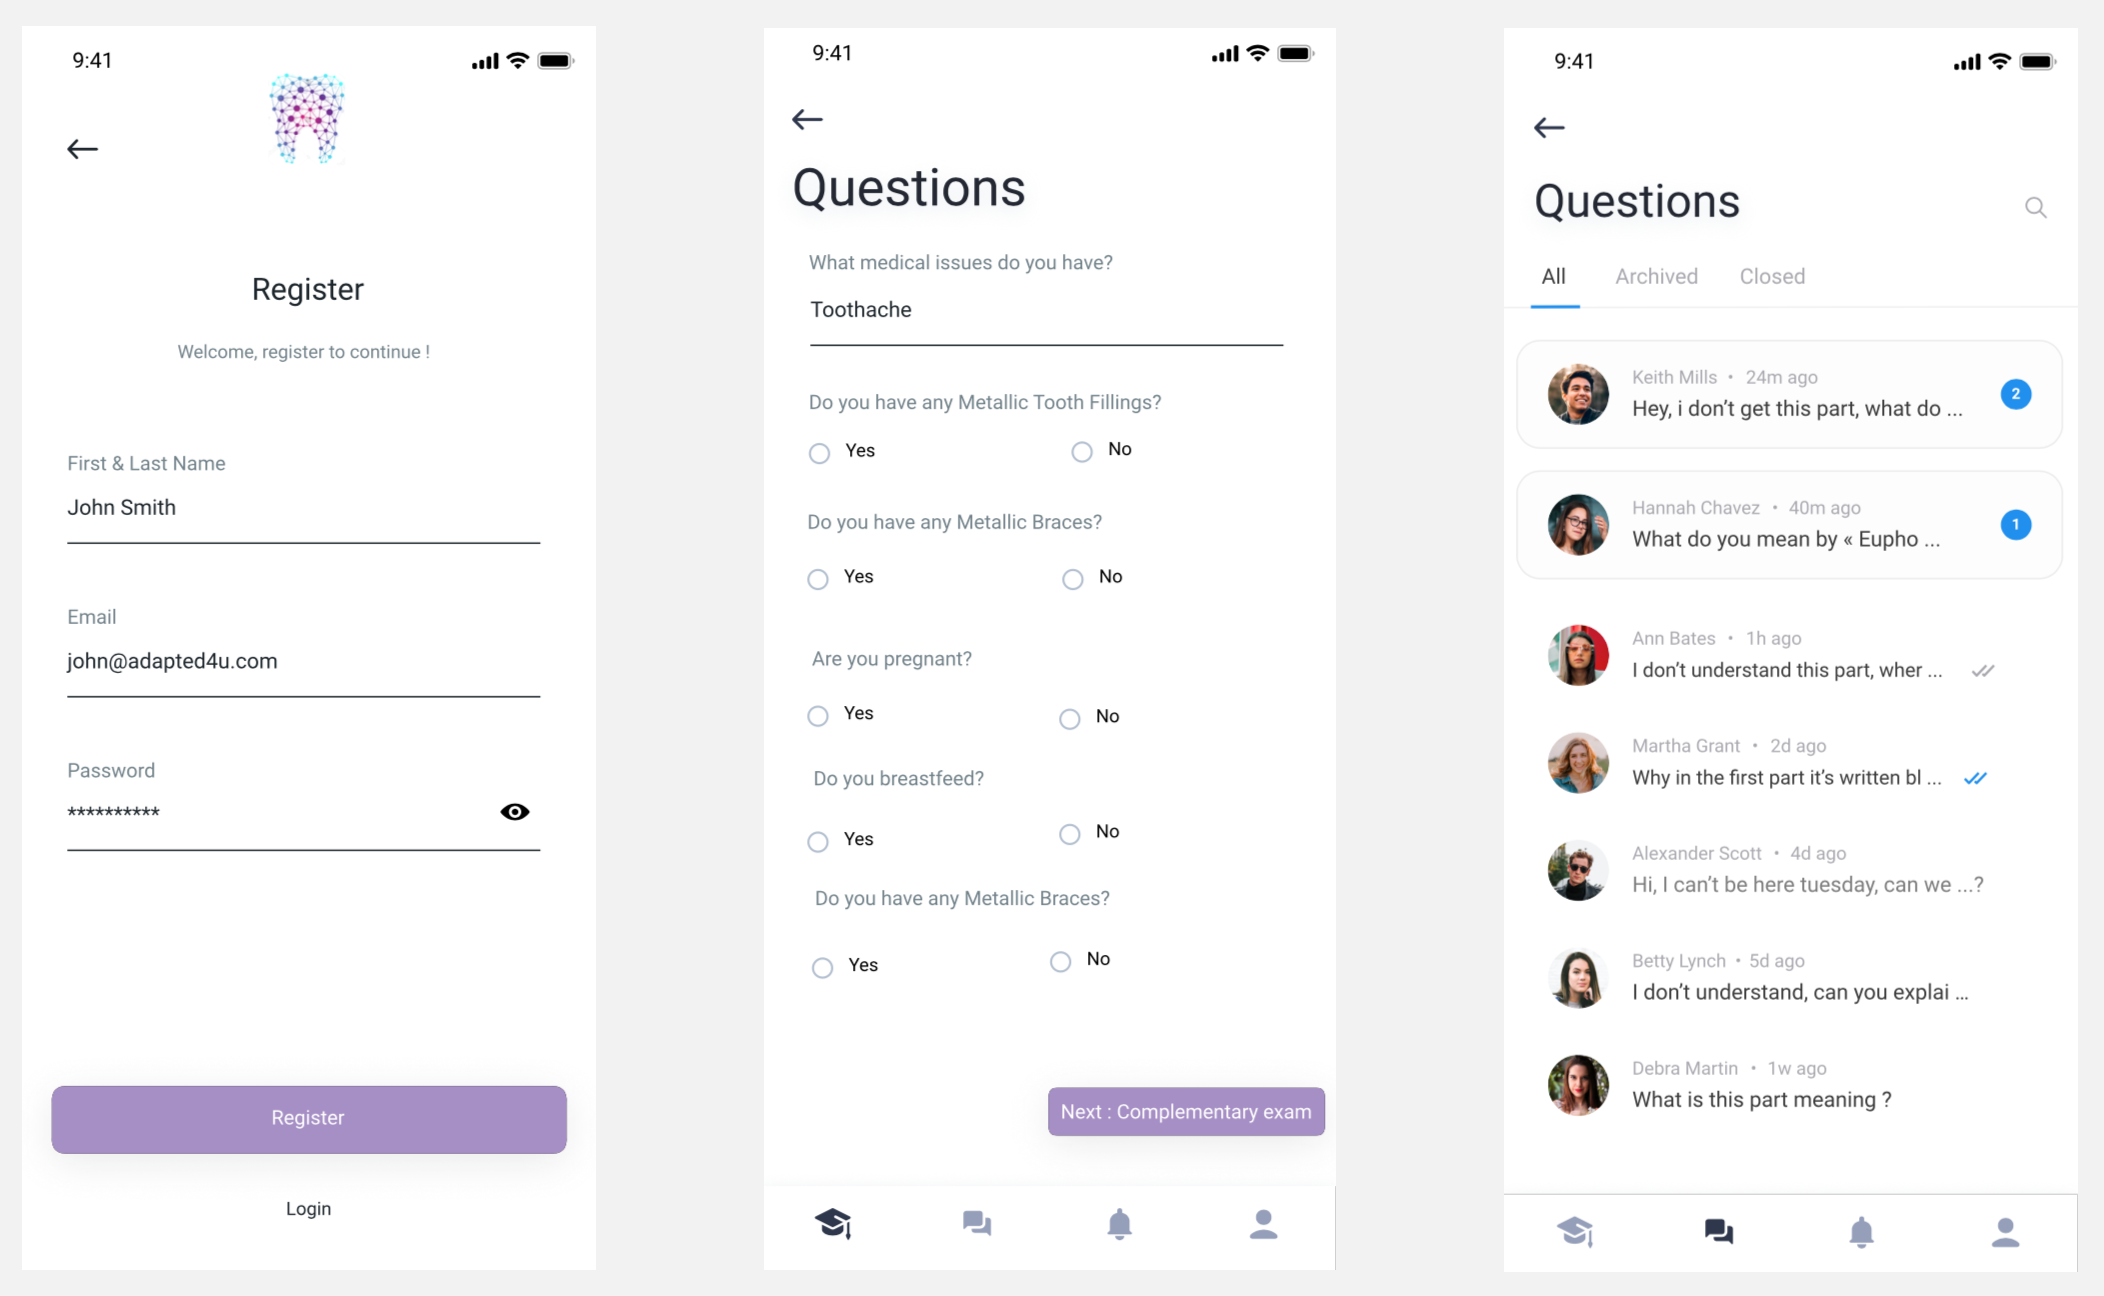 9:41
Register
Welcome, register to continue !
First & Last Name
John Smith
Email
john@adapted4u.com
Password
**********
Register
Login
9:41
Questions
What medical issues do you have?
Toothache
Do you have any Metallic Tooth Fillings?
Yes No
Do you have any Metallic Braces?
Yes No
Are you pregnant?
Yes No
Do you breastfeed?
Yes No
Do you have any Metallic Braces?
Yes No
Next : Complementary exam
9:41
Questions
All Archived Closed
Keith Mills • 24m ago
Hey, i don’t get this part, what do ...
2
Hannah Chavez • 40m ago
What do you mean by « Eupho ...
1
Ann Bates • 1h ago
I don’t understand this part, wher ...
Martha Grant • 2d ago
Why in the first part it’s written bl ...
Alexander Scott • 4d ago
Hi, I can’t be here tuesday, can we ...?
Betty Lynch • 5d ago
I don’t understand, can you explai ...
Debra Martin • 1w ago
What is this part meaning ?